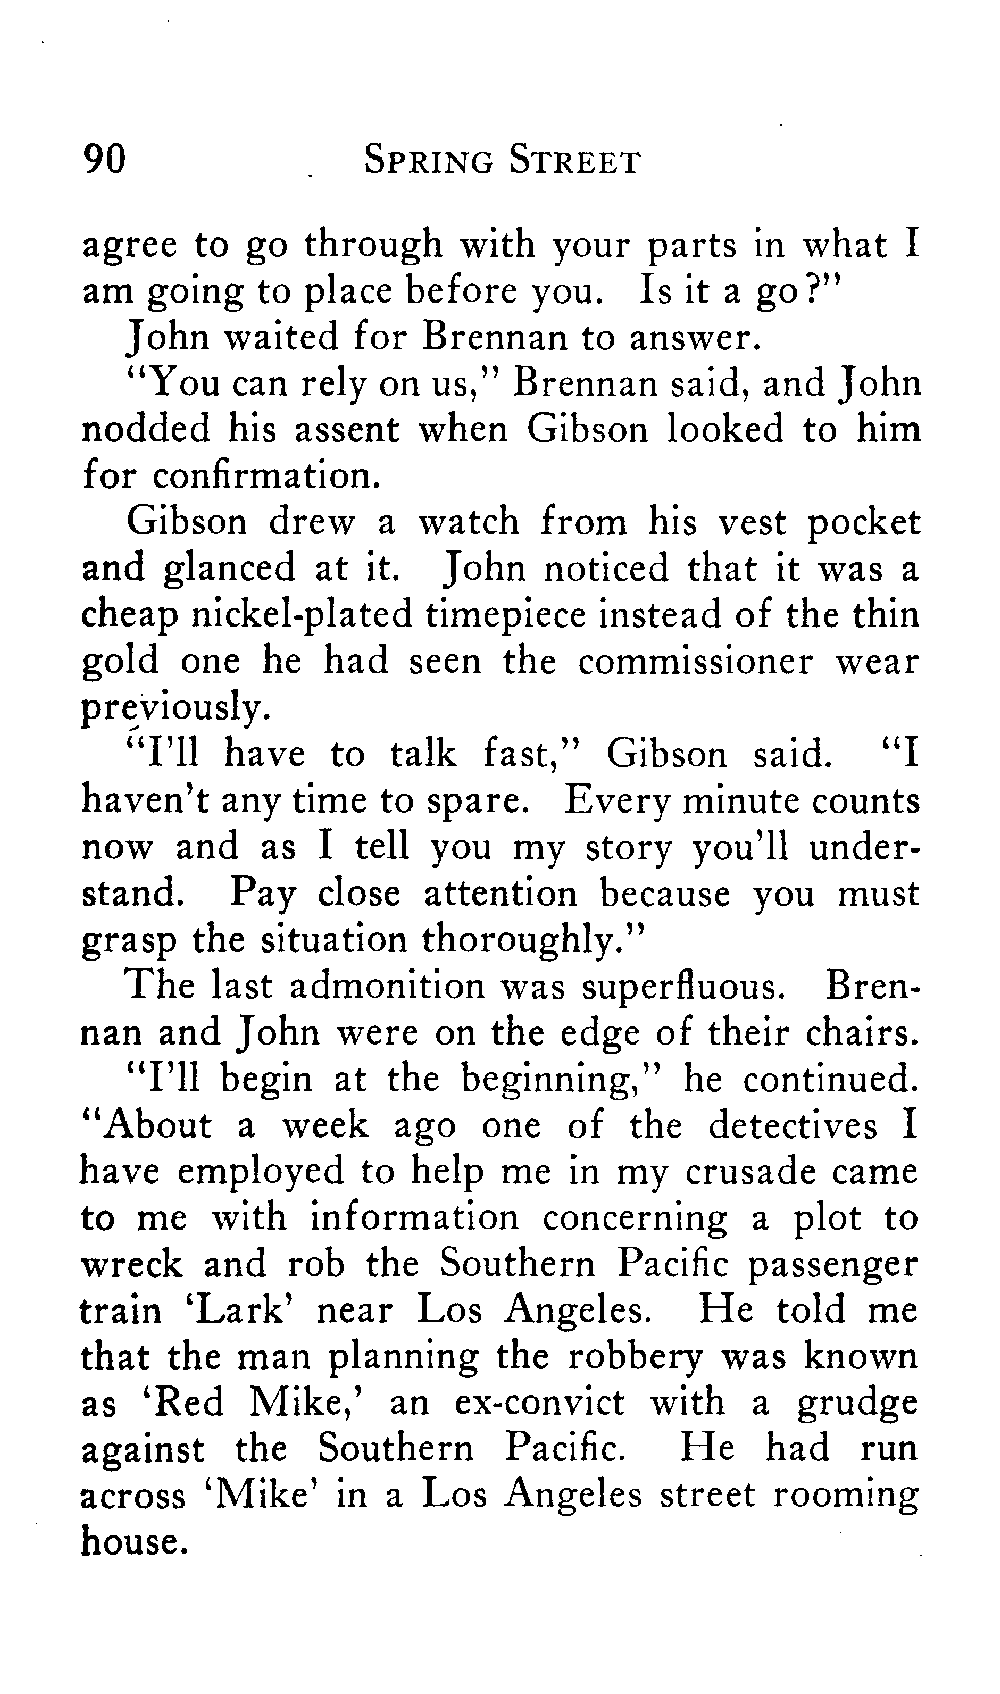 90 SPRING STREET
agree to go through with your parts in what I
am going to place before you. Is it a go?"
John waited for Brennan to answer.
"You can rely on us," Brennan said, and John
nodded his assent when Gibson looked to him
for confirmation.
Gibson drew a watch from his vest pocket
and glanced at it. John noticed that it was a
cheap nickel-plated timepiece instead of the thin
gold one he had seen the commissioner wear
previously.
"I'll have to talk fast," Gibson said. "I
haven't any time to spare. Every minute counts
now and as I tell you my story you'll under-
stand. Pay close attention because you must
grasp the situation thoroughly."
The last admonition was superfluous. Bren-
nan and John were on the edge of their chairs.
"I'll begin at the beginning," he continued.
"About a week ago one of the detectives I
have employed to help me in my crusade came
to me with information concerning a plot to
wreck and rob the Southern Pacific passenger
train 'Lark' near Los Angeles. He told me
that the man planning the robbery was known
as 'Red Mike,' an ex-convict with a grudge
against the Southern Pacific. He had run
across 'Mike' in a Los Angeles street rooming
house.